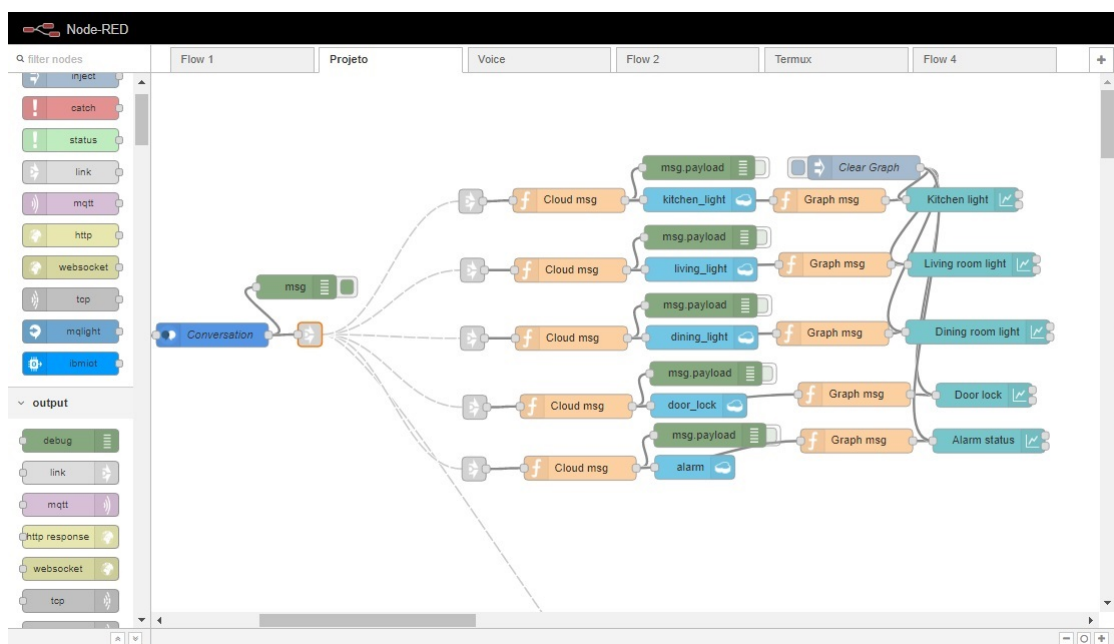 Node-RED
filter nodes
Flow 1
Projeto
Voice
Flow 2
Termux
Flow 4
inject
catch
status
link
mqtt
http
websocket
tcp
mqlight
ibmiot
output
debug
link
mqtt
http response
websocket
tcp
msg
Conversation
msg.payload
Clear Graph
Cloud msg
kitchen_light
Graph msg
Kitchen light
msg.payload
Cloud msg
living_light
Graph msg
Living room light
msg.payload
Cloud msg
dining_light
Graph msg
Dining room light
msg.payload
Cloud msg
door_lock
Graph msg
Door lock
msg.payload
Cloud msg
alarm
Graph msg
Alarm status